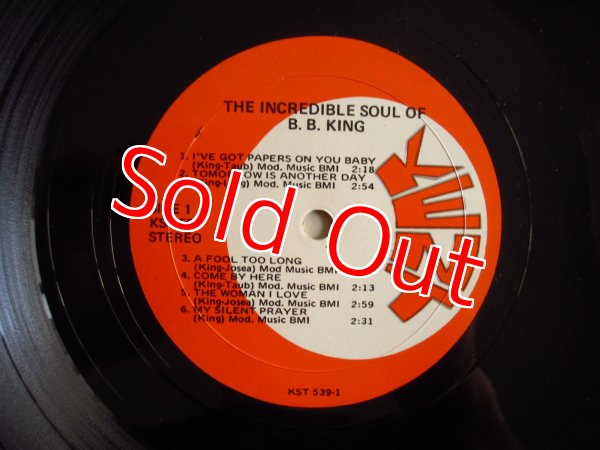 THE INCREDIBLE SOUL OF
B. B. KING
1. I'VE GOT PAPERS ON YOU BABY
(King-Taub) Mod. Music BMI 2:18
2. TOMORROW IS ANOTHER DAY
Mod. Music BMI 2:54
1
STEREO
3. A FOOL TOO LONG
(King-Josea) Mod Music BMI
4. COME BY HERE
(King-Taub) Mod. Music BMI 2:13
5. THE WOMAN I LOVE
(King-Josea) Mod. Music BMI 2:59
6. MY SILENT PRAYER
(King) Mod. Music BMI 2:31
KST 539-1
Sold Out